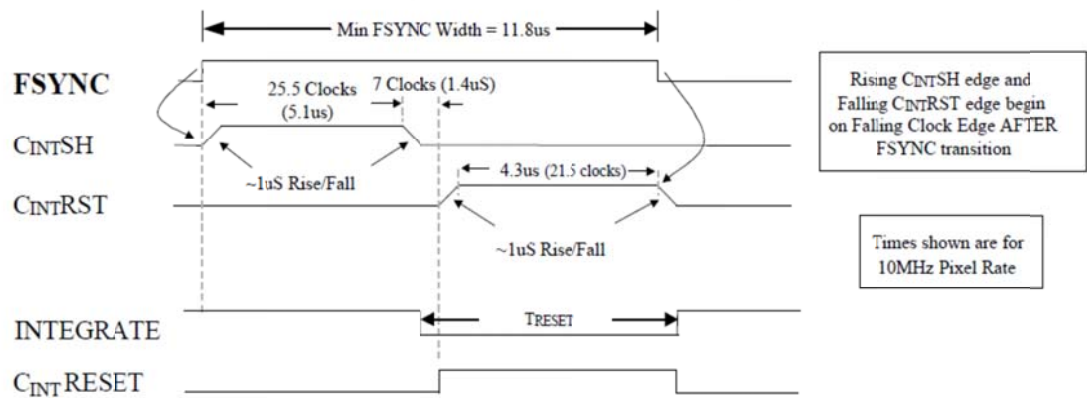 Min FSYNC Width = 11.8us
FSYNC
25.5 Clocks
(5.1us)
7 Clocks (1.4uS)
CINTSH
~1uS Rise/Fall
4.3us (21.5 clocks)
CINTRST
~1uS Rise/Fall
INTEGRATE
TRESET
CINT RESET
Rising CINTSH edge and
Falling CINTRST edge begin
on Falling Clock Edge AFTER
FSYNC transition
Times shown are for
10MHz Pixel Rate